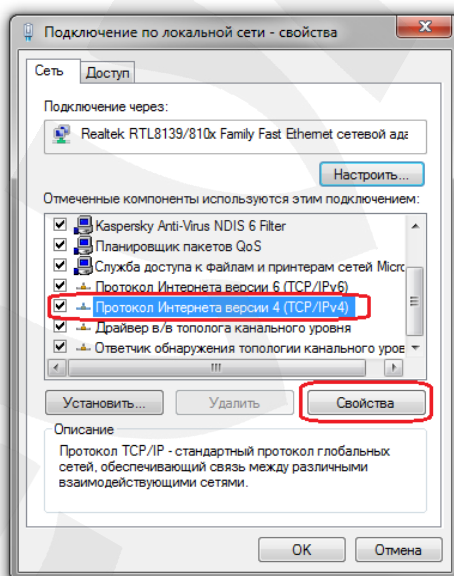 Подключение по локальной сети - свойства
Сеть
Доступ
Подключение через:
Realtek RTL8139/810x Family Fast Ethernet сетевой ада
Настроить...
Отмеченные компоненты используются этим подключением:
Kaspersky Anti-Virus NDIS 6 Filter
Планировщик пакетов QoS
Служба доступа к файлам и принтерам сетей Micro
Протокол Интернета версии 6 (TCP/IPv6)
Протокол Интернета версии 4 (TCP/IPv4)
Драйвер в/в тополога канального уровня
Ответчик обнаружения топологии канального уров
Установить...
Удалить
Свойства
Описание
Протокол TCP/IP - стандартный протокол глобальных
сетей, обеспечивающий связь между различными
взаимодействующими сетями.
OK
Отмена